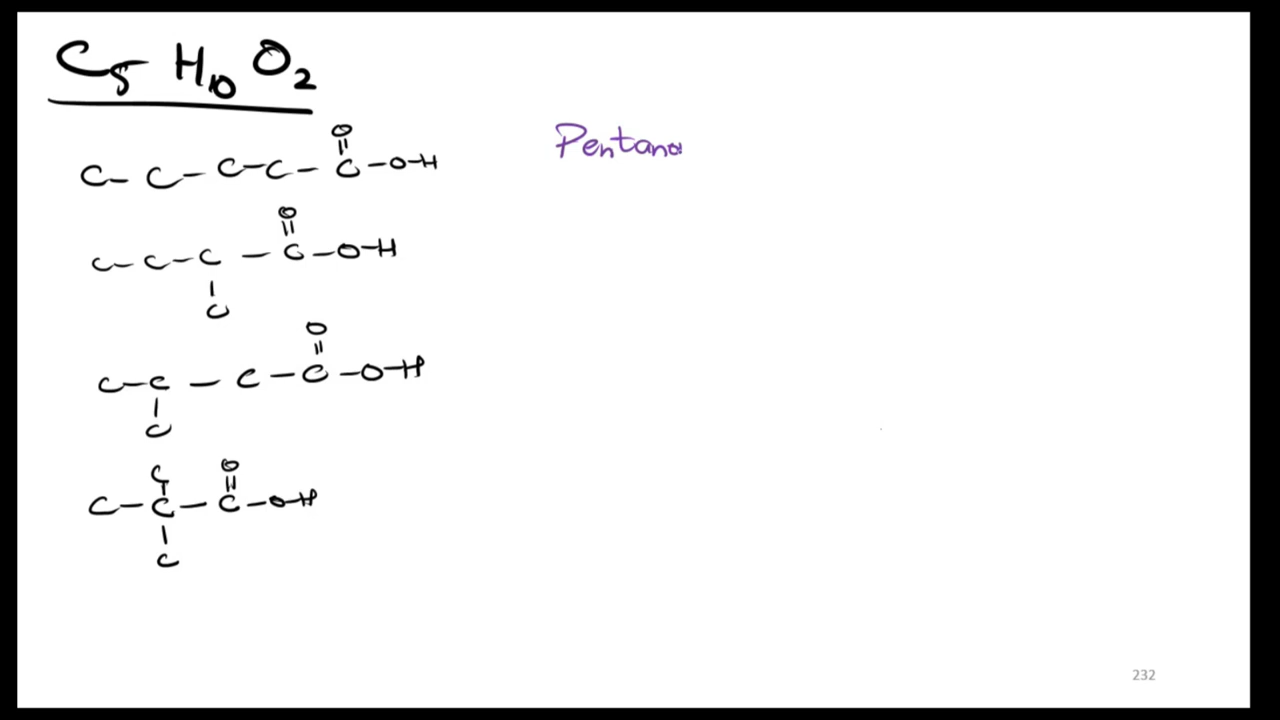 C5 H10 O2
O
C - C - C - C - C - O - H
Pentano
O
C - C - C - C - O - H
C
O
C - C - C - C - O - H
C
C O
C - C - C - O - H
C
232